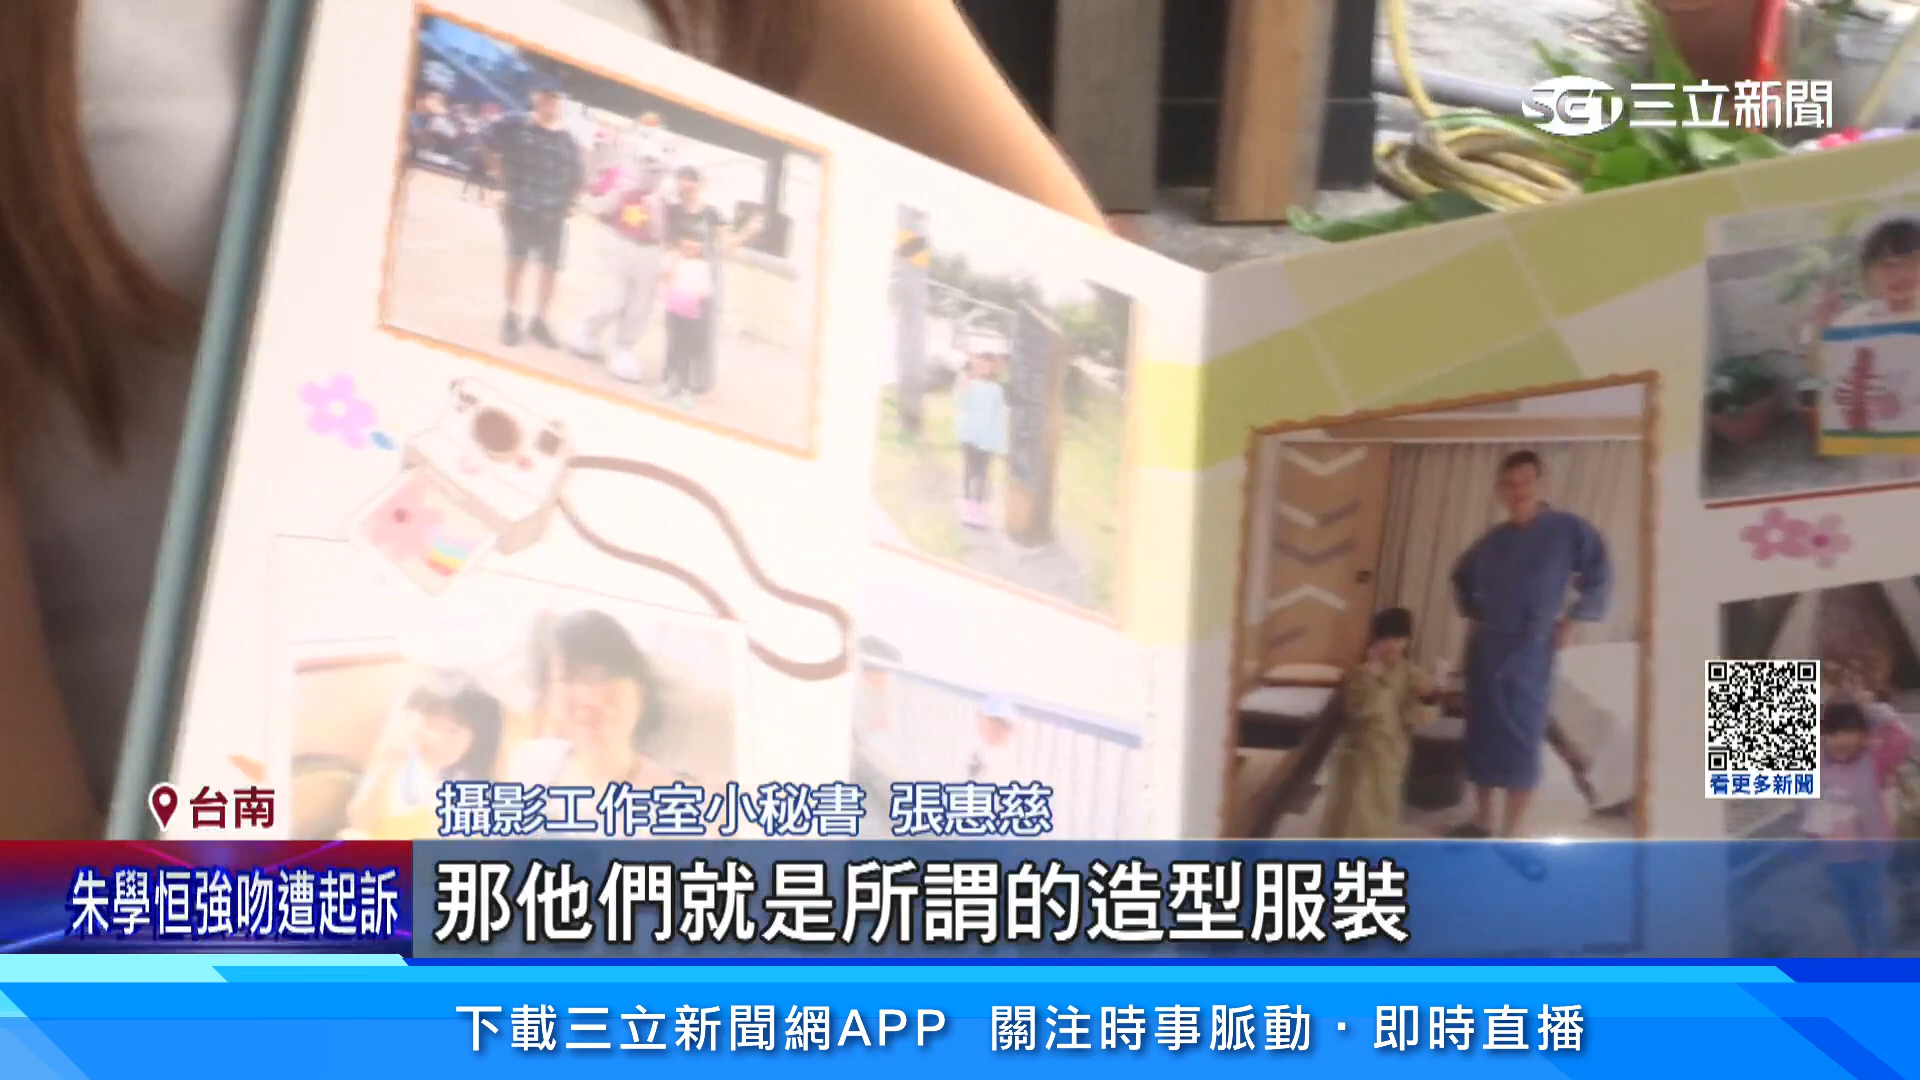 SET三立新聞
看更多新聞
台南
攝影工作室小秘書 張惠慈
朱學恒強吻遭起訴
那他們就是所謂的造型服裝
下載三立新聞網APP 關注時事脈動・即時直播